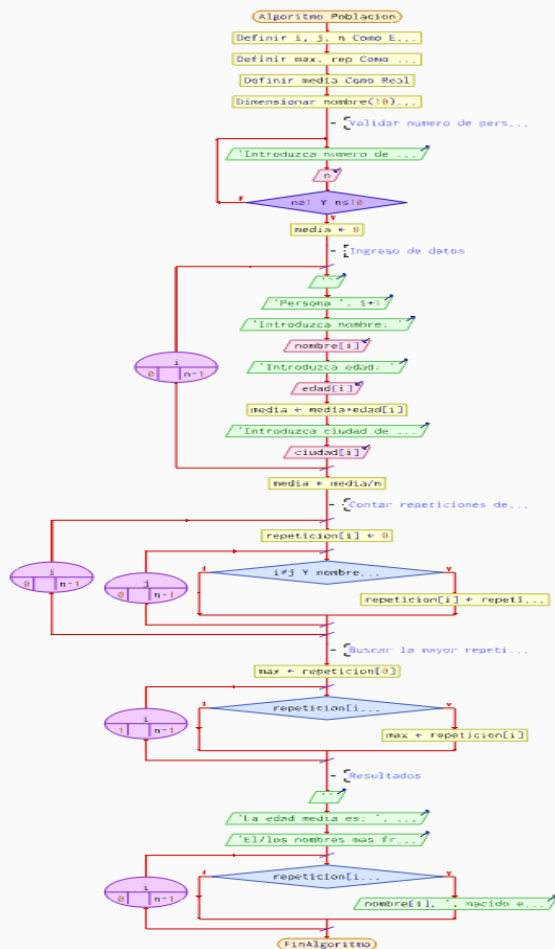 Algoritmo Poblacion
Definir i, j, n Como E...
Definir max, rep Como ...
Definir media Como Real
Dimensionar nombre(10)...
Validar numero de pers...
'Introduzca numero de ...
n
n≥1 Y n≤10
F
V
media ← 0
Ingreso de datos
''
'Persona ', i+1
'Introduzca nombre: '
nombre[i]
'Introduzca edad: '
i
0 n-1
edad[i]
media ← media+edad[i]
'Introduzca ciudad de ...
ciudad[i]
media ← media/n
Contar repeticiones de...
repeticion[i] ← 0
i
0 n-1
j
0 n-1
F
i≠j Y nombre...
V
repeticion[i] ← repeti...
Buscar la mayor repeti...
max ← repeticion[0]
i
1 n-1
F
repeticion[i...
V
max ← repeticion[i]
Resultados
''
'La edad media es: ', ...
'El/los nombres mas fr...
i
0 n-1
F
repeticion[i...
V
nombre[i], ', nacido e...
FinAlgoritmo